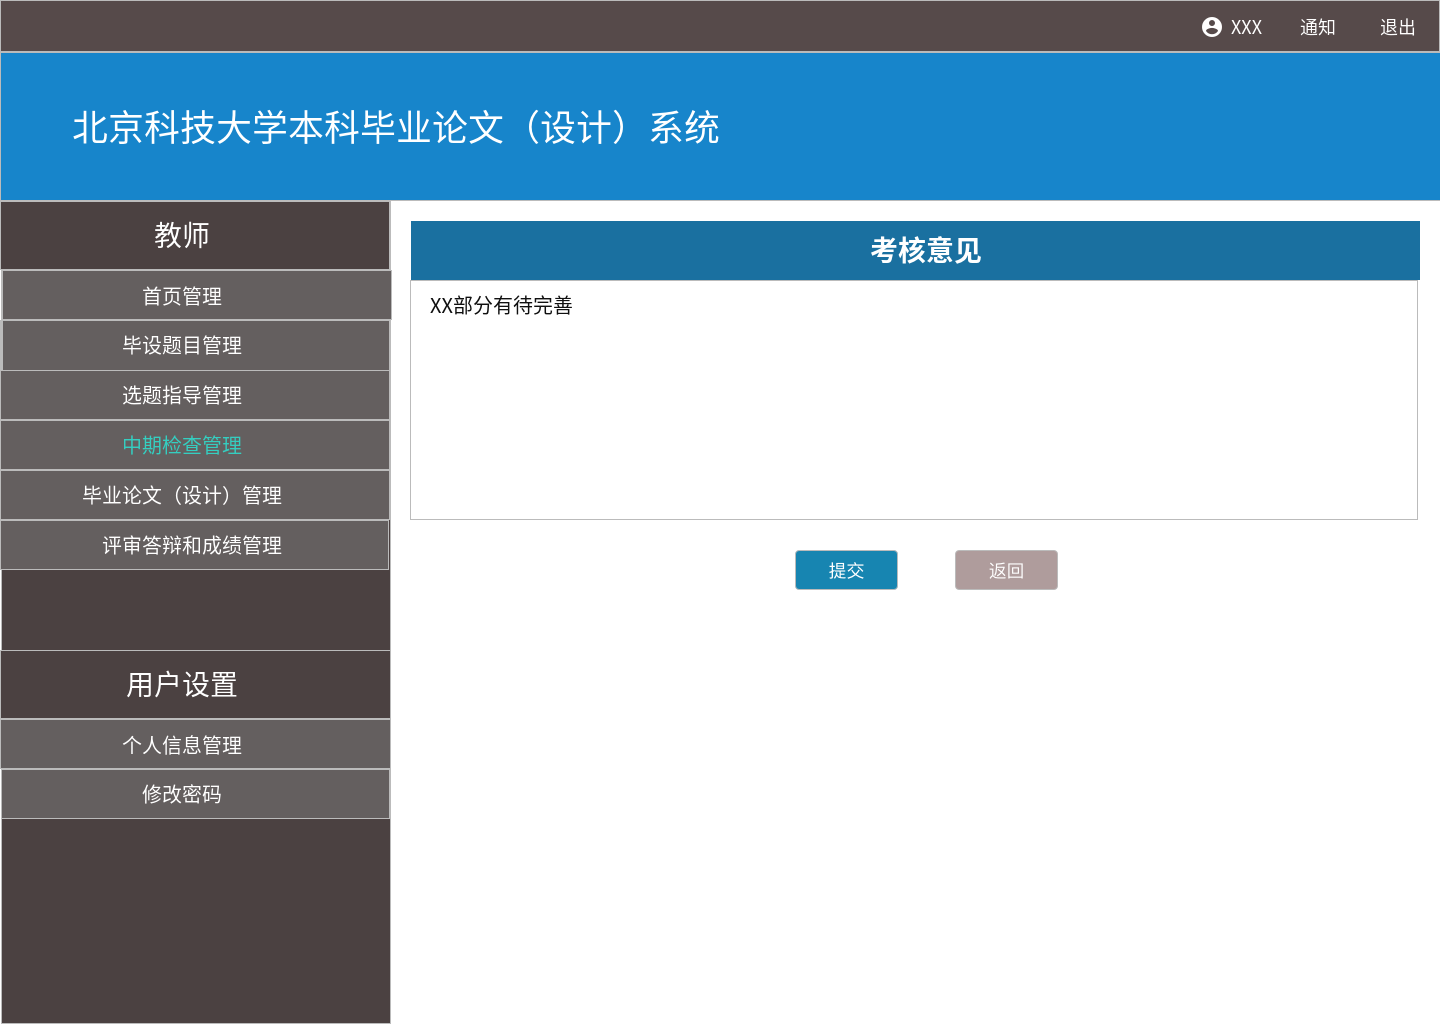 XXX 通知 退出
北京科技大学本科毕业论文（设计）系统
教师
首页管理
毕设题目管理
选题指导管理
中期检查管理
毕业论文（设计）管理
评审答辩和成绩管理
用户设置
个人信息管理
修改密码
考核意见
XX部分有待完善
提交 返回